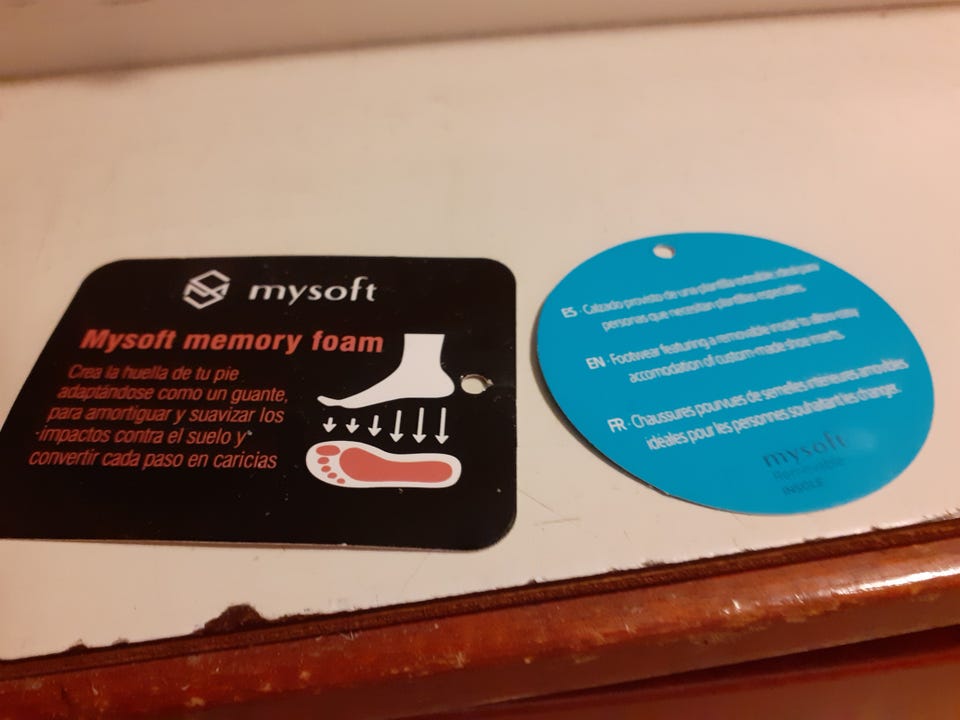 mysoft
Mysoft memory foam
Crea la huella de tu pie
adaptándose como un guante,
para amortiguar y suavizar los
impactos contra el suelo y
convertir cada paso en caricias
ES · Calzado provisto de una plantilla extraíble, ideal para
personas que necesitan plantillas especiales.
EN · Footwear featuring a removable insole to allow easy
accomodation of custom-made shoe inserts.
FR · Chaussures pourvues de semelles intérieures amovibles
idéales pour les personnes souhaitant les changer.
mysoft
Removible
INSOLE